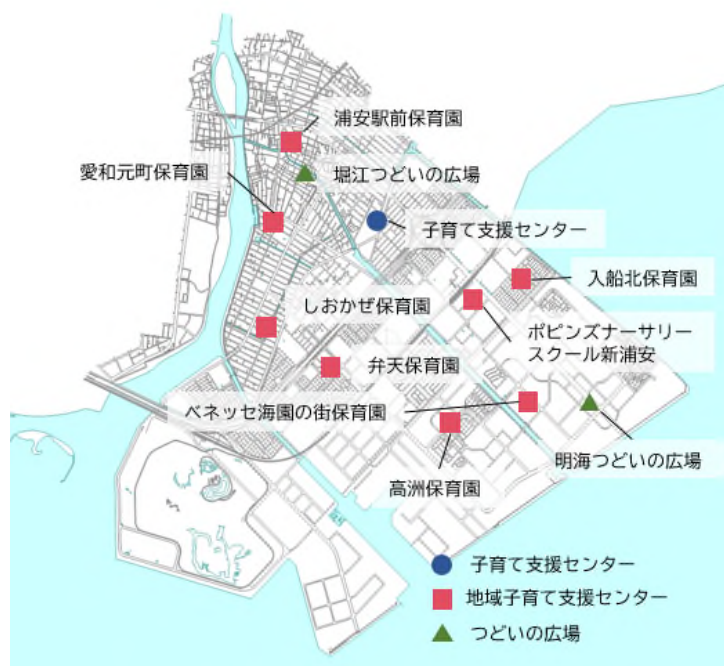 浦安駅前保育園
愛和元町保育園
堀江つどいの広場
子育て支援センター
入船北保育園
しおかぜ保育園
ポピンズナーサリー
スクール新浦安
弁天保育園
ベネッセ海園の街保育園
明海つどいの広場
高洲保育園
子育て支援センター
地域子育て支援センター
つどいの広場